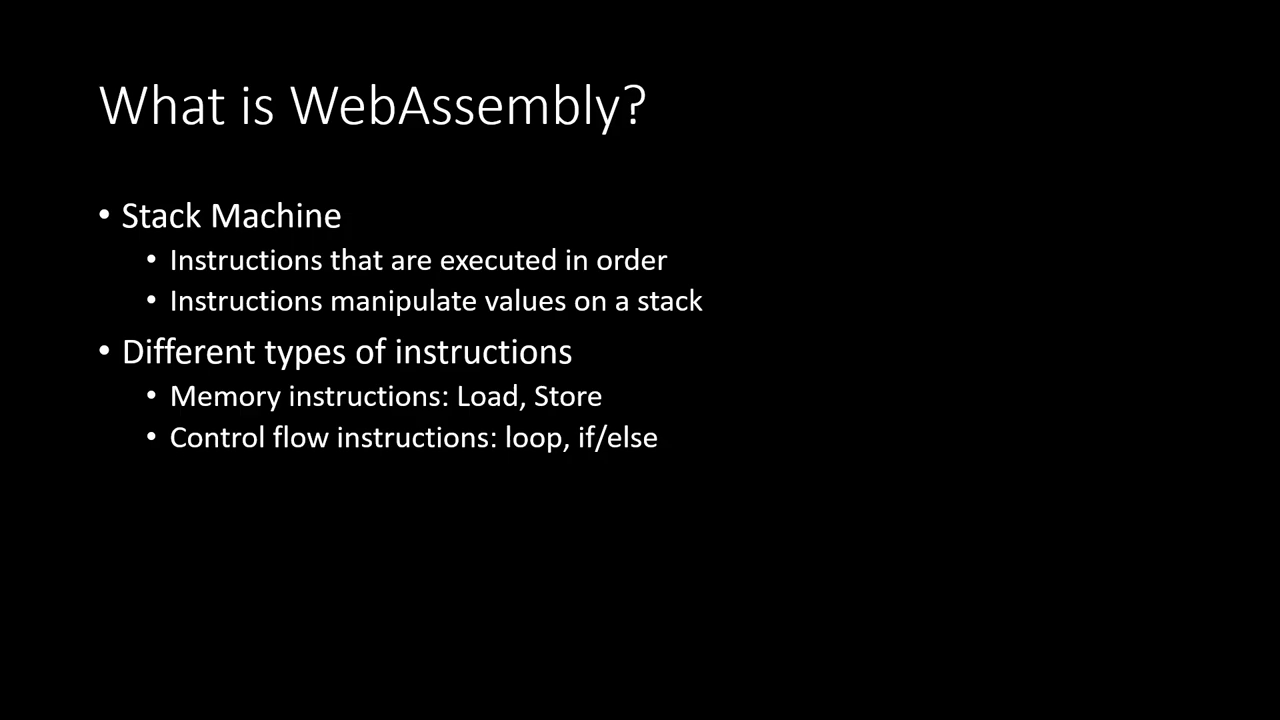 What is WebAssembly?
• Stack Machine
• Instructions that are executed in order
• Instructions manipulate values on a stack
• Different types of instructions
• Memory instructions: Load, Store
• Control flow instructions: loop, if/else